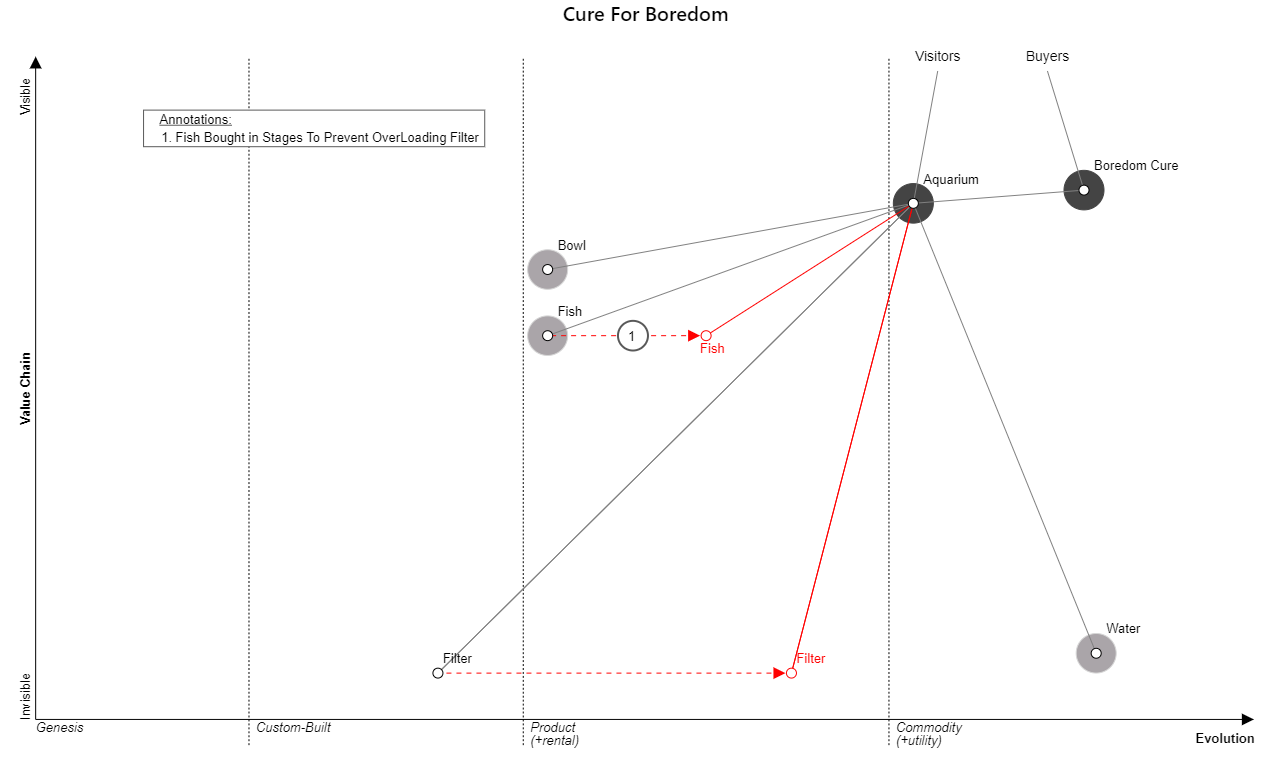 Cure For Boredom
Visitors
Buyers
Visible
Annotations:
1. Fish Bought in Stages To Prevent OverLoading Filter
Boredom Cure
Aquarium
Bowl
Fish
1
Fish
Value Chain
Water
Filter
Filter
Invisible
Genesis
Custom-Built
Product
(+rental)
Commodity
(+utility)
Evolution